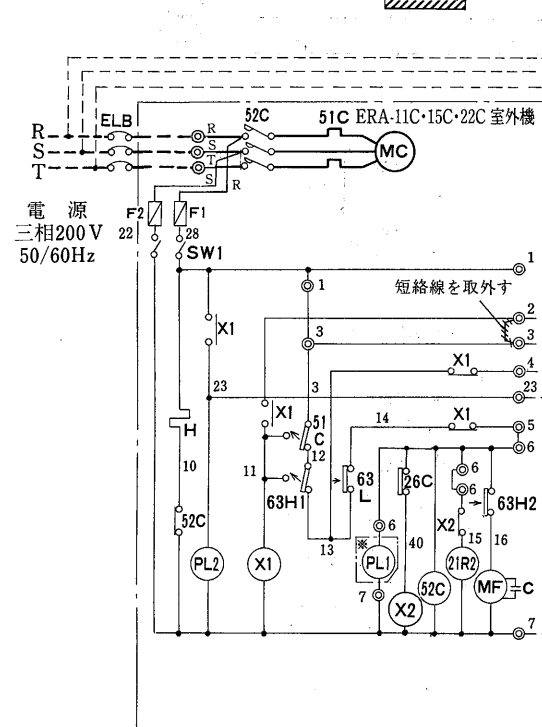 52C
51C ERA-11C・15C・22C 室外機
ELB
R
R
S
S
T
T
MC
S
R
電 源
三相200V
50/60Hz
F2
F1
22
28
SW1
1
短絡線を取外す
1
2
X1
3
3
X1
4
23
3
23
X1
51
C
14
X1
5
H
12
6
10
11
63H1
63
L
26C
6
6
63H2
52C
X2
13
※
6
40
15
16
PL2
X1
PL1
52C
21R2
MF
C
7
X2
7